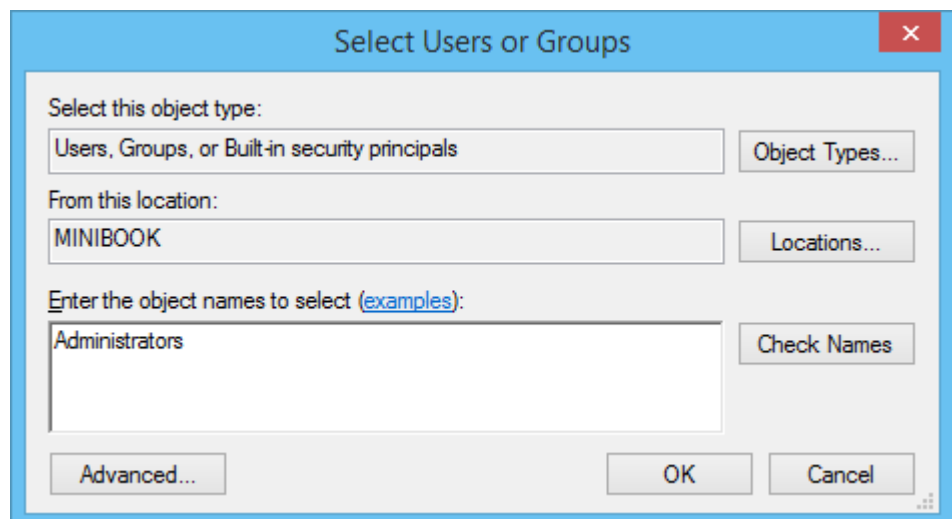 Select Users or Groups
Select this object type:
Users, Groups, or Built-in security principals
Object Types...
From this location:
MINIBOOK
Locations...
Enter the object names to select (examples):
Administrators
Check Names
Advanced...
OK
Cancel